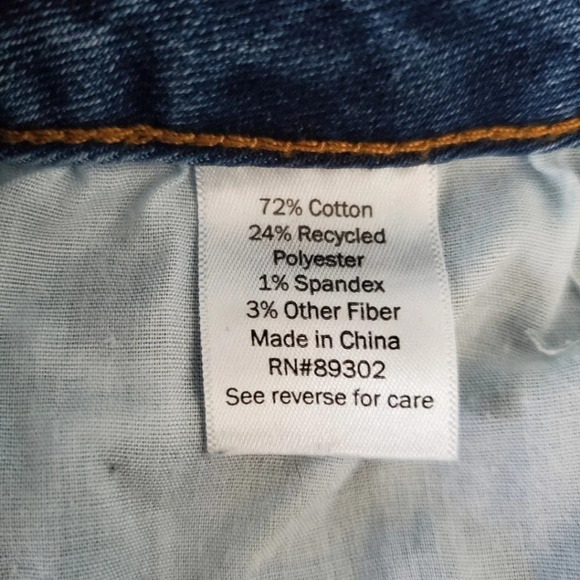 72% Cotton
24% Recycled
Polyester
1% Spandex
3% Other Fiber
Made in China
RN#89302
See reverse for care